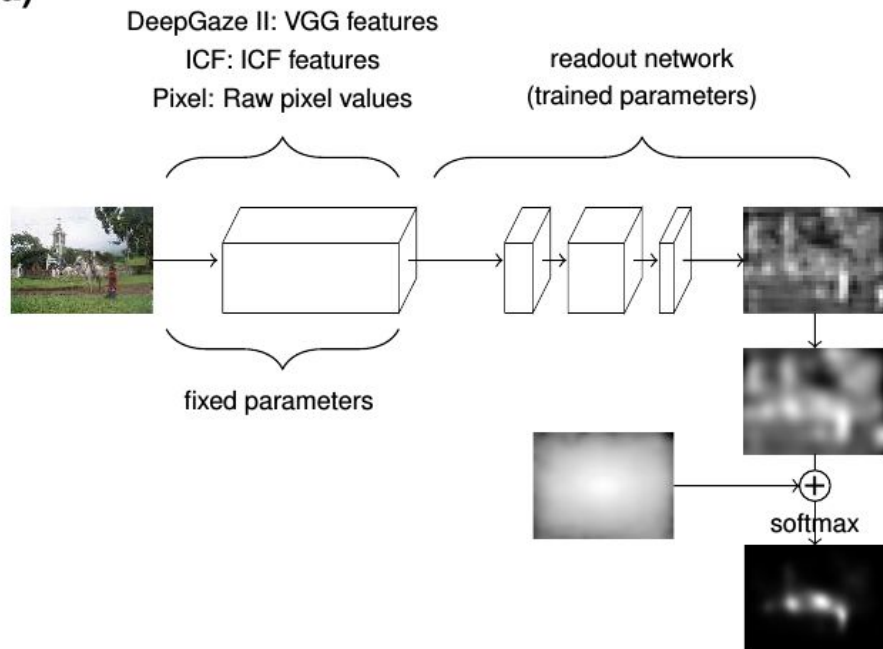 DeepGaze II: VGG features
ICF: ICF features
Pixel: Raw pixel values
readout network
(trained parameters)
fixed parameters
softmax